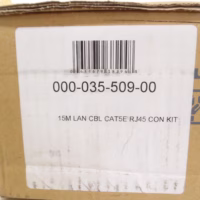 000-035-509-00
15M LAN CBL CAT5E RJ45 CON KIT